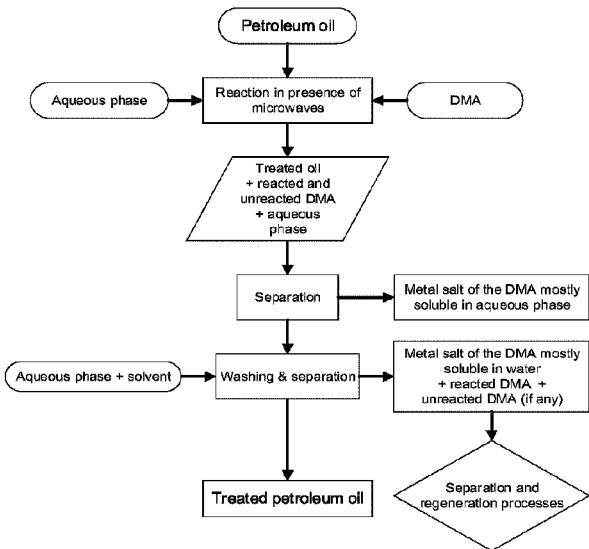 Petroleum oil
Aqueous phase
Reaction in presence of
microwaves
DMA
Treated oil
+ reacted and
unreacted DMA
+ aqueous
phase
Separation
Metal salt of the DMA mostly
soluble in aqueous phase
Aqueous phase + solvent
Washing & separation
Metal salt of the DMA mostly
soluble in water
+ reacted DMA +
unreacted DMA (if any)
Treated petroleum oil
Separation and
regeneration processes